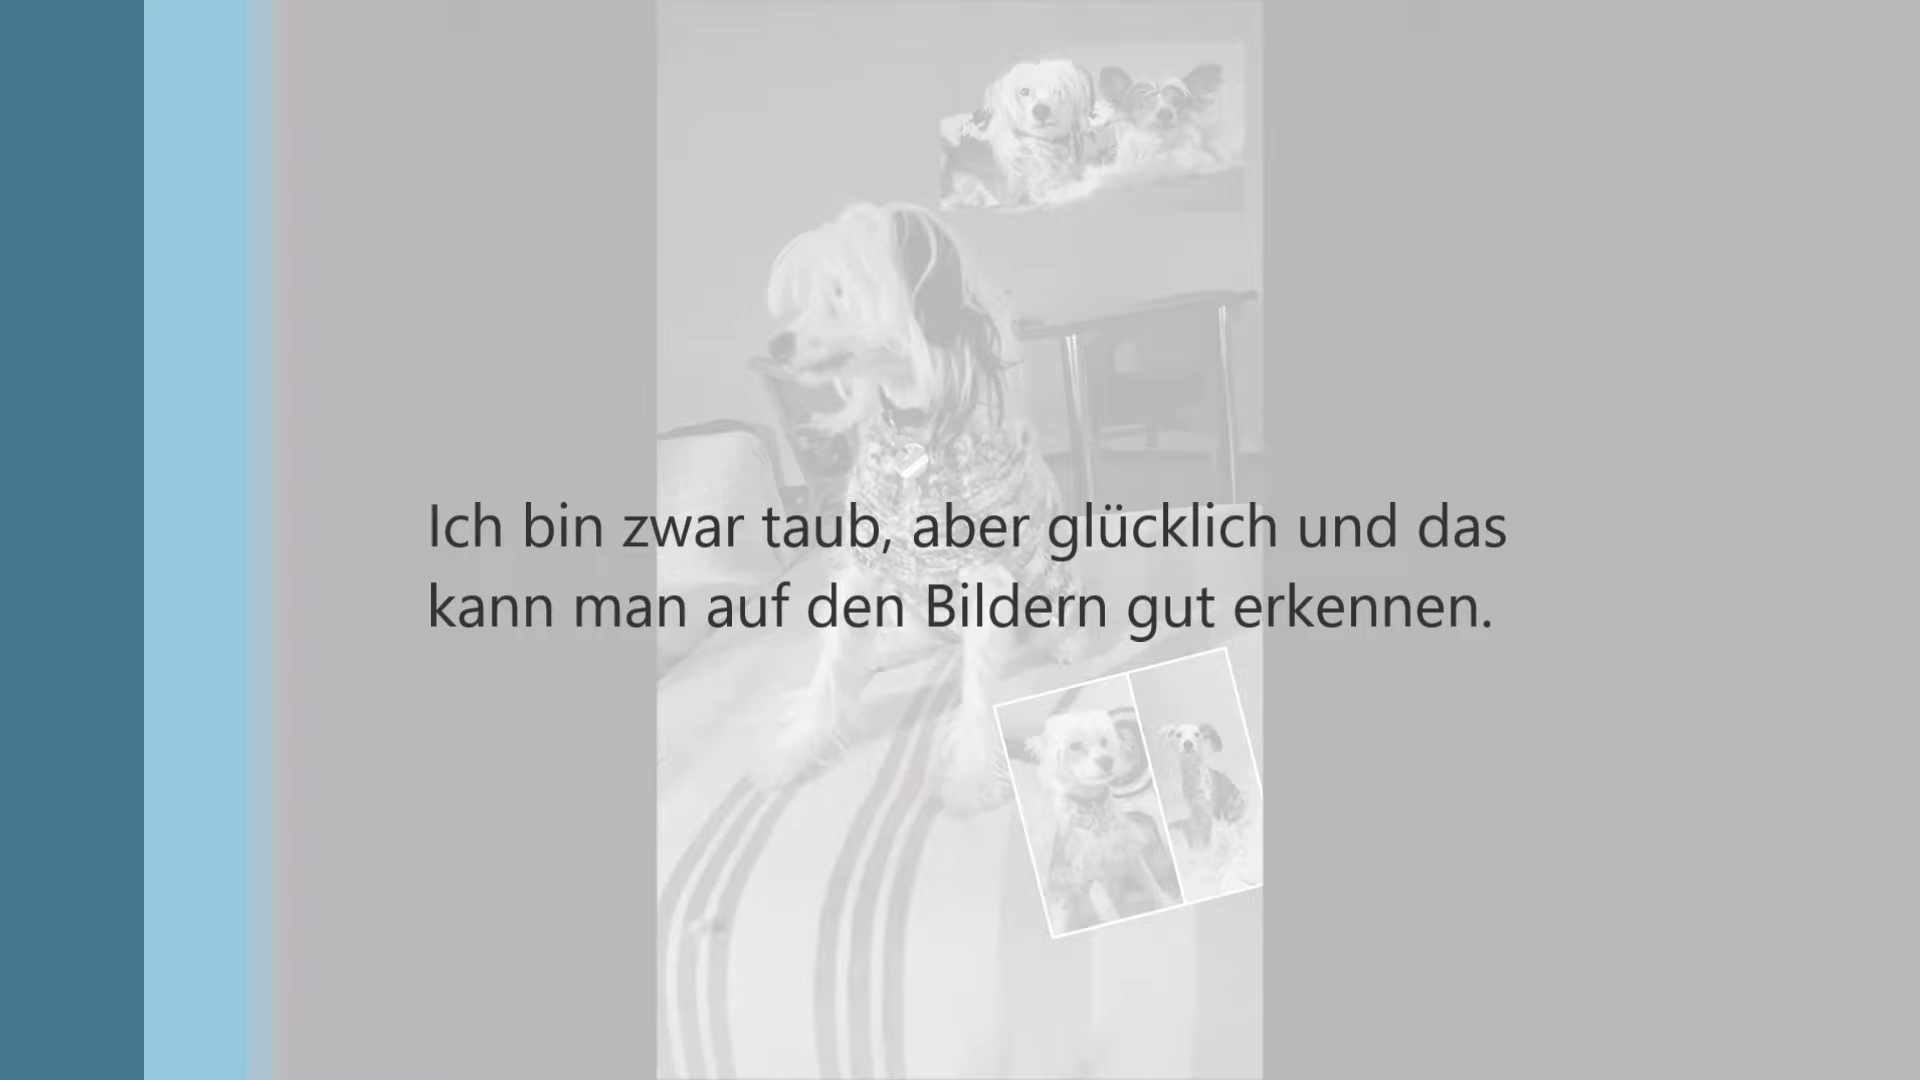 Ich bin zwar taub, aber glücklich und das
kann man auf den Bildern gut erkennen.